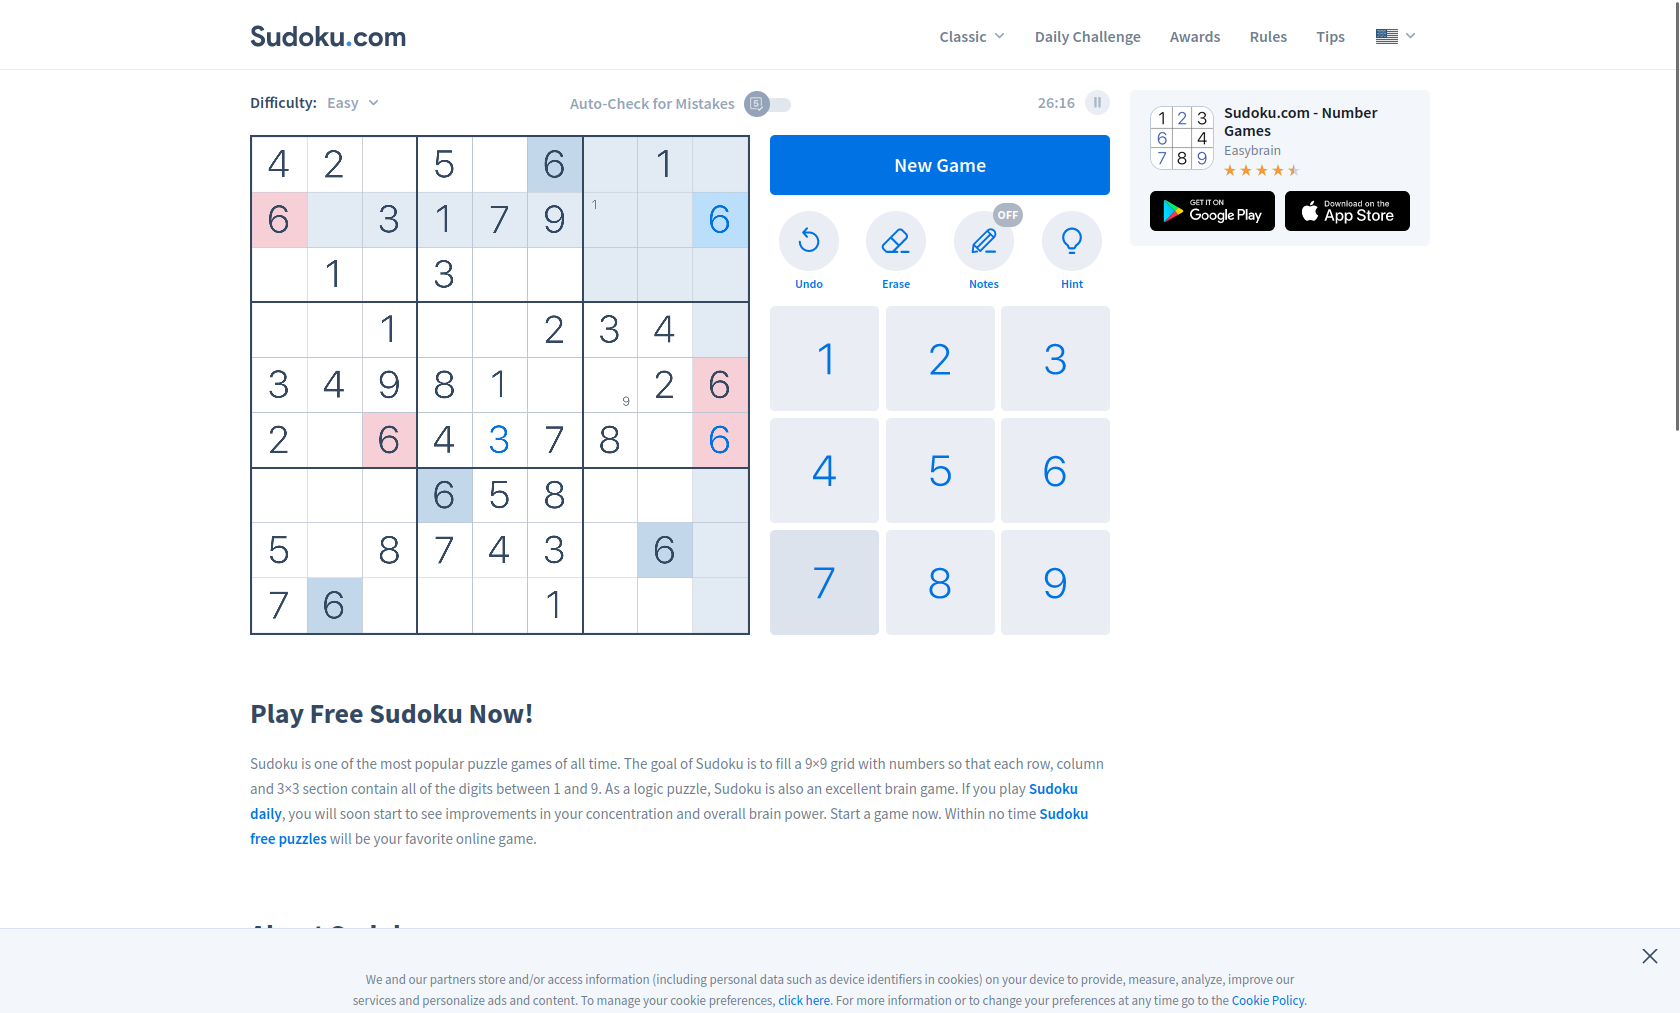 Sudoku.com
Classic Daily Challenge Awards Rules Tips
Difficulty: Easy
Auto-Check for Mistakes
26:16
4 2 5 6 1
6 3 1 7 9 1 6
1 3
1 2 3 4
3 4 9 8 1 9 2 6
2 6 4 3 7 8 6
6 5 8
5 8 7 4 3 6
7 6 1
New Game
OFF
Undo Erase Notes Hint
1 2 3
4 5 6
7 8 9
1 2 3
6 4
7 8 9
Sudoku.com - Number
Games
Easybrain
GET IT ON
Google Play
Download on the
App Store
Play Free Sudoku Now!
Sudoku is one of the most popular puzzle games of all time. The goal of Sudoku is to fill a 9×9 grid with numbers so that each row, column
and 3×3 section contain all of the digits between 1 and 9. As a logic puzzle, Sudoku is also an excellent brain game. If you play Sudoku
daily, you will soon start to see improvements in your concentration and overall brain power. Start a game now. Within no time Sudoku
free puzzles will be your favorite online game.
We and our partners store and/or access information (including personal data such as device identifiers in cookies) on your device to provide, measure, analyze, improve our
services and personalize ads and content. To manage your cookie preferences, click here. For more information or to change your preferences at any time go to the Cookie Policy.